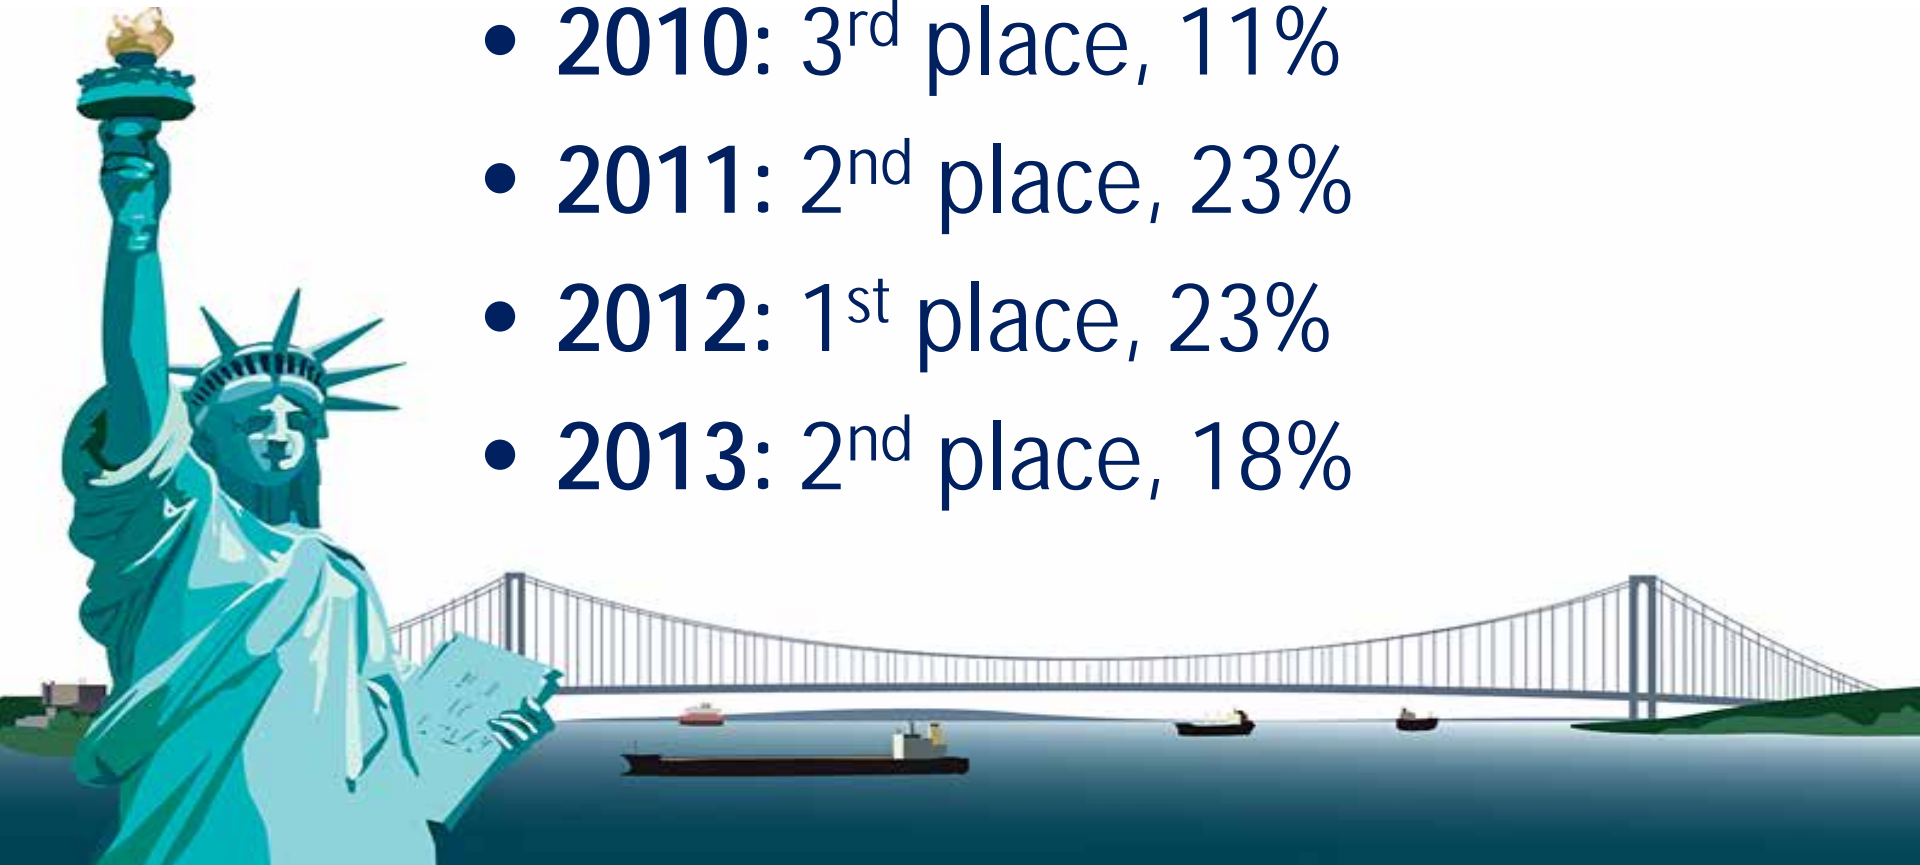 • 2010: 3rd place, 11%
• 2011: 2nd place, 23%
• 2012: 1st place, 23%
• 2013: 2nd place, 18%